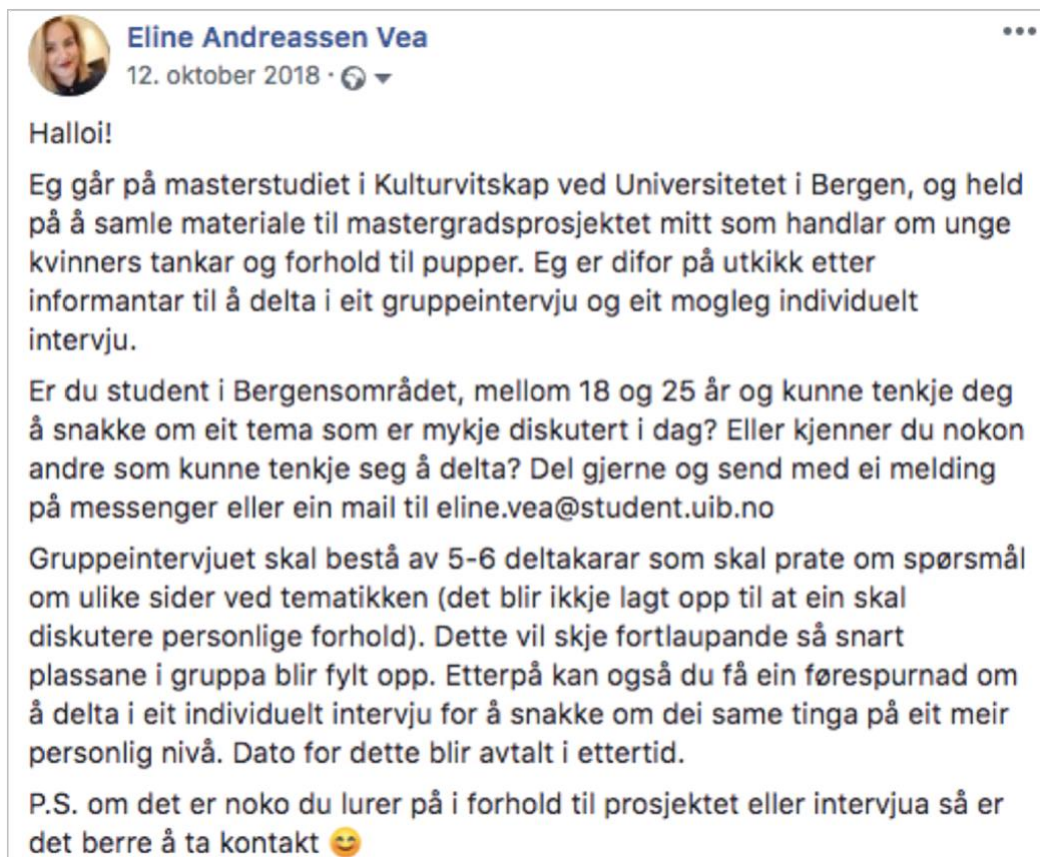 Eline Andreassen Vea
12. oktober 2018 ·
Halloi!
Eg går på masterstudiet i Kulturvitskap ved Universitetet i Bergen, og held
på å samle materiale til mastergradsprosjektet mitt som handlar om unge
kvinners tankar og forhold til pupper. Eg er difor på utkikk etter
informantar til å delta i eit gruppeintervju og eit mogleg individuelt
intervju.
Er du student i Bergensområdet, mellom 18 og 25 år og kunne tenkje deg
å snakke om eit tema som er mykje diskutert i dag? Eller kjenner du nokon
andre som kunne tenkje seg å delta? Del gjerne og send med ei melding
på messenger eller ein mail til eline.vea@student.uib.no
Gruppeintervjuet skal bestå av 5-6 deltakarar som skal prate om spørsmål
om ulike sider ved tematikken (det blir ikkje lagt opp til at ein skal
diskutere personlige forhold). Dette vil skje fortlaupande så snart
plassane i gruppa blir fylt opp. Etterpå kan også du få ein førespurnad om
å delta i eit individuelt intervju for å snakke om dei same tinga på eit meir
personlig nivå. Dato for dette blir avtalt i ettertid.
P.S. om det er noko du lurer på i forhold til prosjektet eller intervjua så er
det berre å ta kontakt 😊